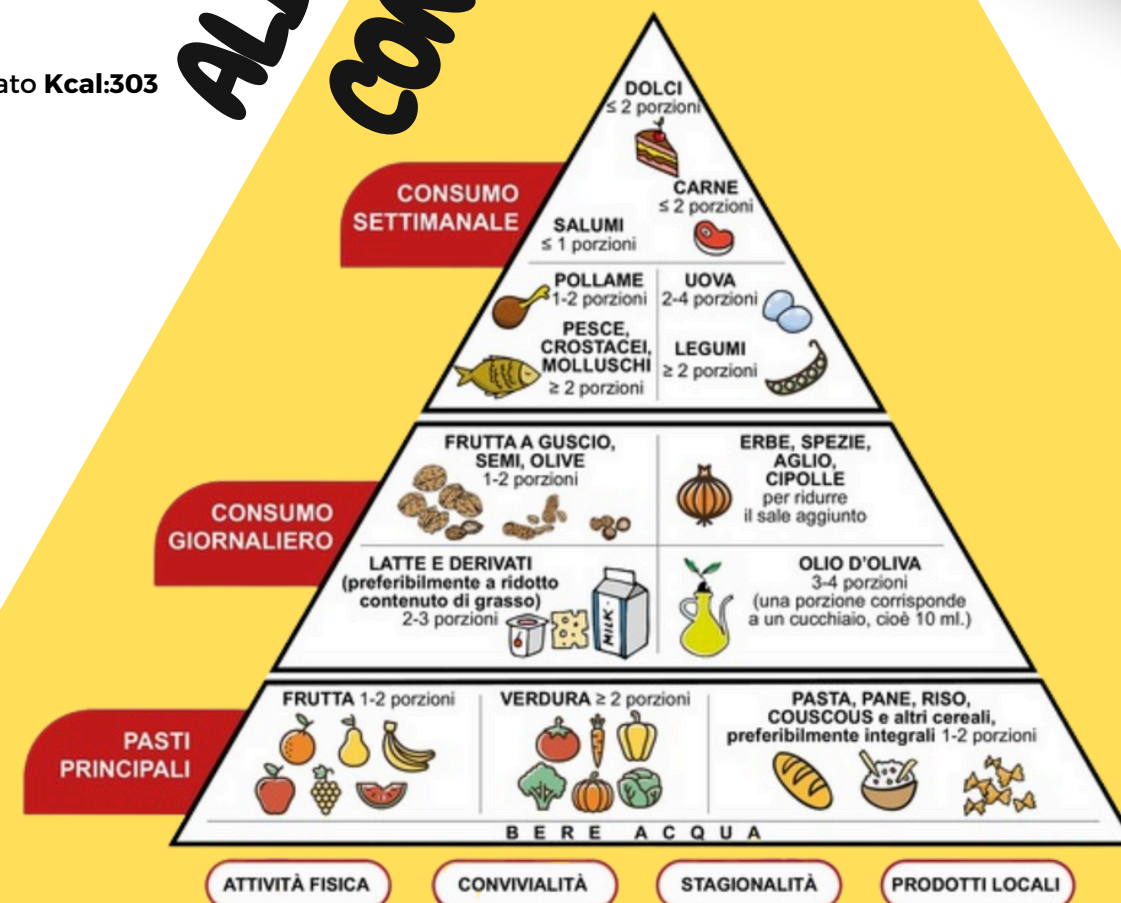 Kcal:303
DOLCI
≤ 2 porzioni
CONSUMO
SETTIMANALE
CARNE
≤ 2 porzioni
SALUMI
≤ 1 porzioni
POLLAME
1-2 porzioni
UOVA
2-4 porzioni
PESCE,
CROSTACEI,
MOLLUSCHI
≥ 2 porzioni
LEGUMI
≥ 2 porzioni
CONSUMO
GIORNALIERO
FRUTTA A GUSCIO,
SEMI, OLIVE
1-2 porzioni
ERBE, SPEZIE,
AGLIO,
CIPOLLE
per ridurre
il sale aggiunto
LATTE E DERIVATI
(preferibilmente a ridotto
contenuto di grasso)
2-3 porzioni
MILK
OLIO D'OLIVA
3-4 porzioni
(una porzione corrisponde
a un cucchiaio, cioè 10 ml.)
PASTI
PRINCIPALI
FRUTTA 1-2 porzioni
VERDURA ≥ 2 porzioni
PASTA, PANE, RISO,
COUSCOUS e altri cereali,
preferibilmente integrali 1-2 porzioni
BERE ACQUA
ATTIVITÀ FISICA
CONVIVIALITÀ
STAGIONALITÀ
PRODOTTI LOCALI